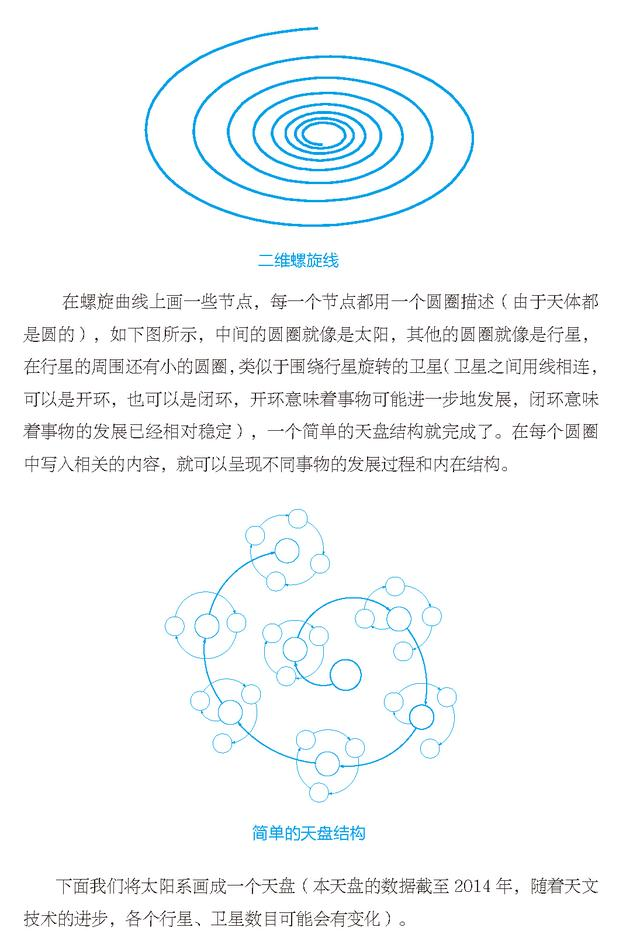 二维螺旋线
在螺旋曲线上画一些节点，每一个节点都用一个圆圈描述（由于天体都
是圆的），如下图所示，中间的圆圈就像是太阳，其他的圆圈就像是行星，
在行星的周围还有小的圆圈，类似于围绕行星旋转的卫星（卫星之间用线相连，
可以是开环，也可以是闭环，开环意味着事物可能进一步地发展，闭环意味
着事物的发展已经相对稳定），一个简单的天盘结构就完成了。在每个圆圈
中写入相关的内容，就可以呈现不同事物的发展过程和内在结构。
简单的天盘结构
下面我们将太阳系画成一个天盘（本天盘的数据截至 2014 年，随着天文
技术的进步，各个行星、卫星数目可能会有变化）。